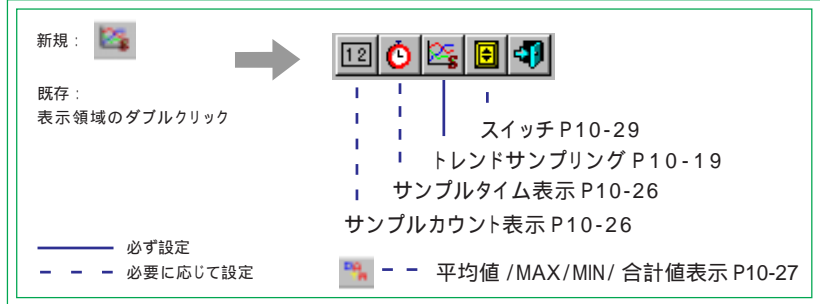 新規：
12
既存：
表示領域のダブルクリック
スイッチ P10-29
トレンドサンプリング P10-19
サンプルタイム表示 P10-26
サンプルカウント表示 P10-26
必ず設定
必要に応じて設定
平均値 /MAX/MIN/ 合計値表示 P10-27